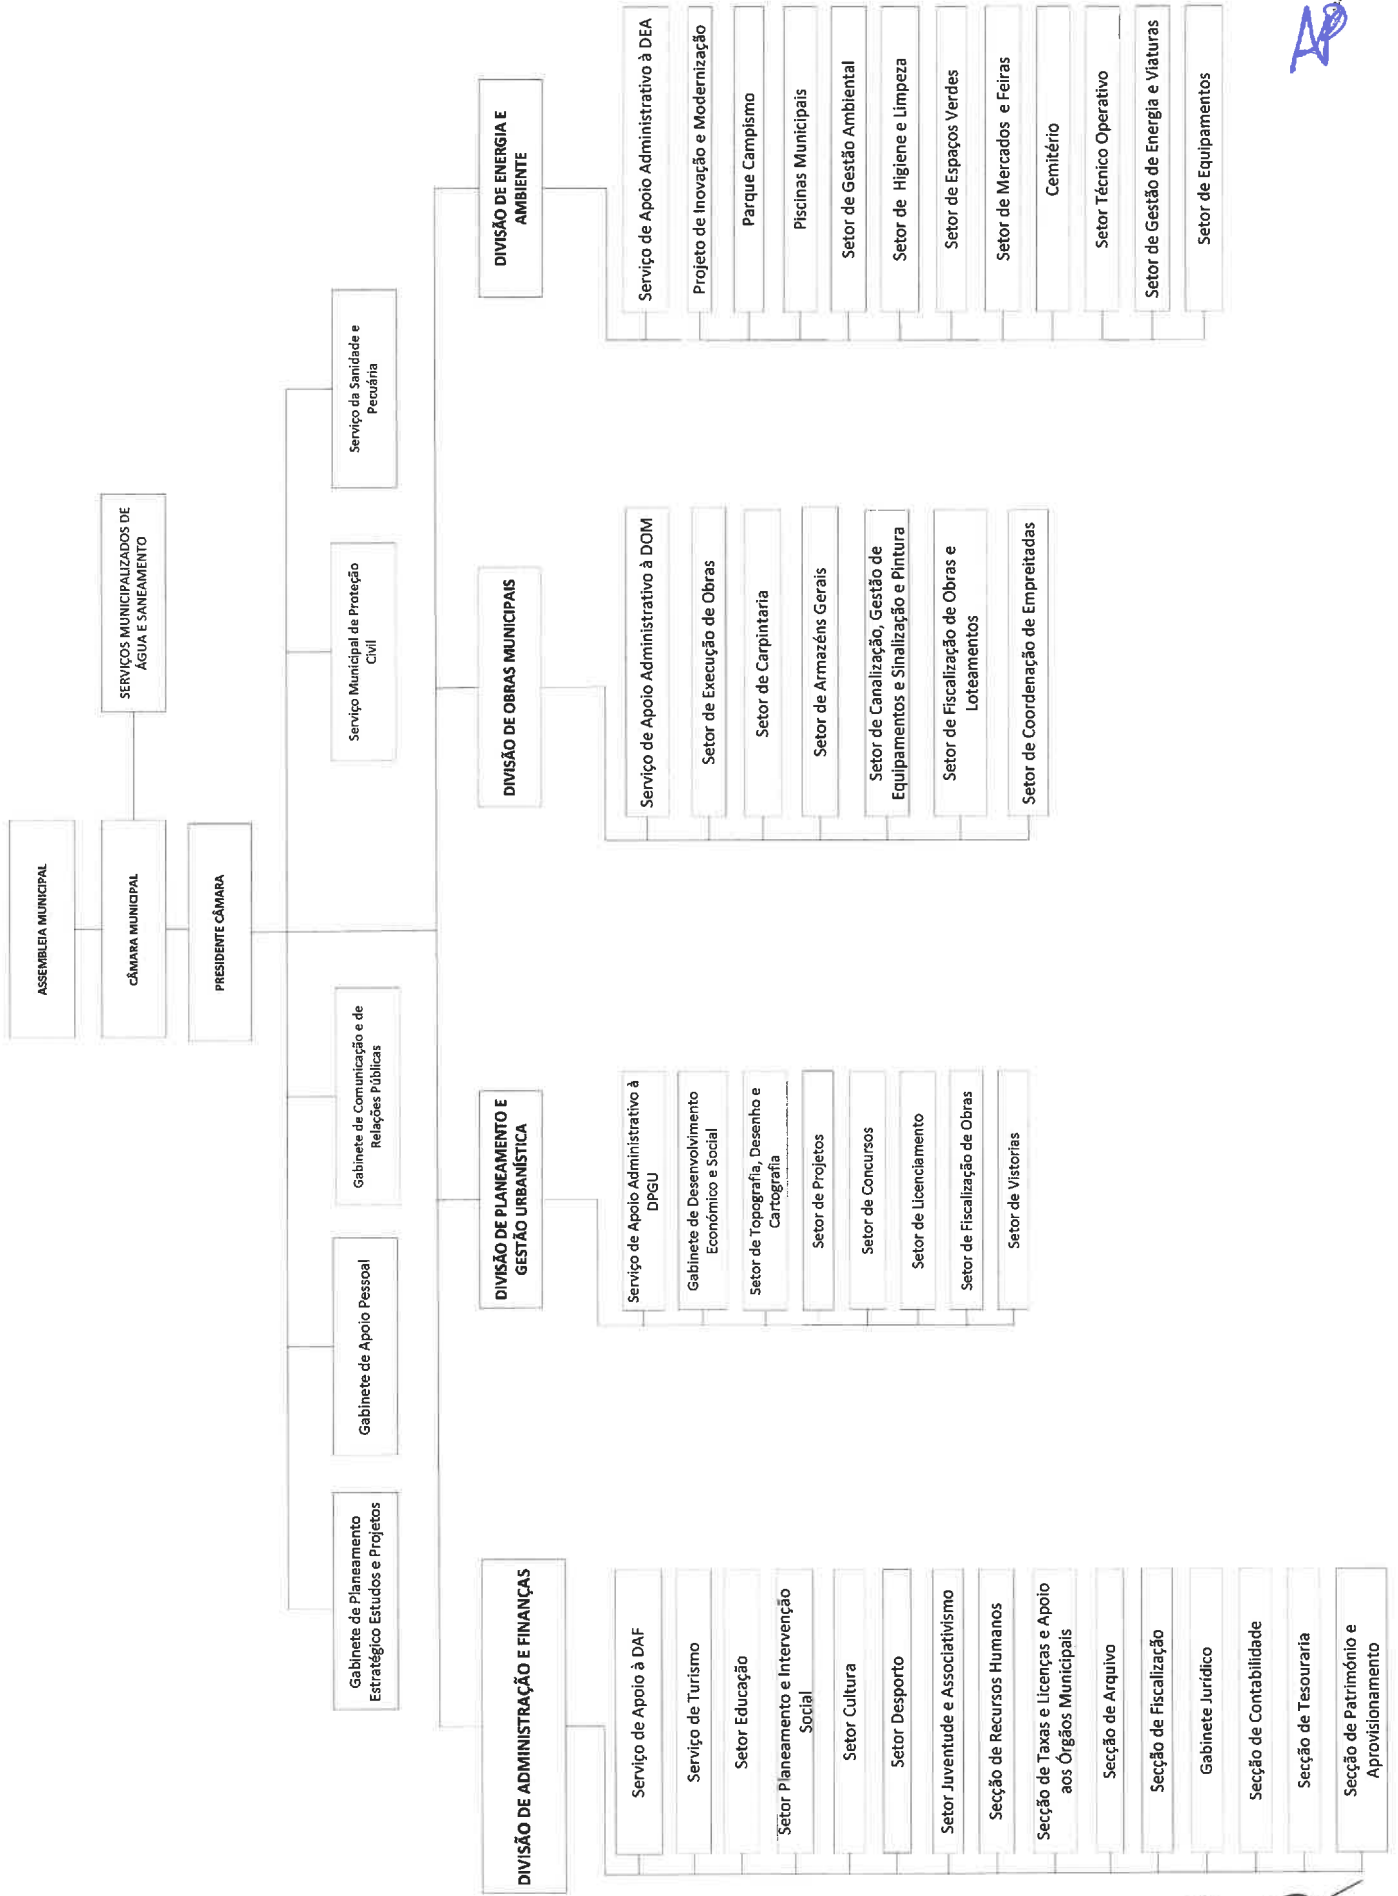 ASSEMBLEIA MUNICIPAL
CÂMARA MUNICIPAL
SERVIÇOS MUNICIPALIZADOS DE
ÁGUA E SANEAMENTO
PRESIDENTE CÂMARA
Gabinete de Planeamento
Estratégico Estudos e Projetos
Gabinete de Apoio Pessoal
Gabinete de Comunicação e de
Relações Públicas
Serviço Municipal de Proteção
Civil
Serviço da Sanidade e
Pecuária
DIVISÃO DE ADMINISTRAÇÃO E FINANÇAS
Serviço de Apoio à DAF
Serviço de Turismo
Setor Educação
Setor Planeamento e Intervenção
Social
Setor Cultura
Setor Desporto
Setor Juventude e Associativismo
Secção de Recursos Humanos
Secção de Taxas e Licenças e Apoio
aos Órgãos Municipais
Secção de Arquivo
Secção de Fiscalização
Gabinete Jurídico
Secção de Contabilidade
Secção de Tesouraria
Secção de Património e
Aprovisionamento
DIVISÃO DE PLANEAMENTO E
GESTÃO URBANÍSTICA
Serviço de Apoio Administrativo à
DPGU
Gabinete de Desenvolvimento
Económico e Social
Setor de Topografia, Desenho e
Cartografia
Setor de Projetos
Setor de Concursos
Setor de Licenciamento
Setor de Fiscalização de Obras
Setor de Vistorias
DIVISÃO DE OBRAS MUNICIPAIS
Serviço de Apoio Administrativo à DOM
Setor de Execução de Obras
Setor de Carpintaria
Setor de Armazéns Gerais
Setor de Canalização, Gestão de
Equipamentos e Sinalização e Pintura
Setor de Fiscalização de Obras e
Loteamentos
Setor de Coordenação de Empreitadas
DIVISÃO DE ENERGIA E
AMBIENTE
Serviço de Apoio Administrativo à DEA
Projeto de Inovação e Modernização
Parque Campismo
Piscinas Municipais
Setor de Gestão Ambiental
Setor de Higiene e Limpeza
Setor de Espaços Verdes
Setor de Mercados e Feiras
Cemitério
Setor Técnico Operativo
Setor de Gestão de Energia e Viaturas
Setor de Equipamentos